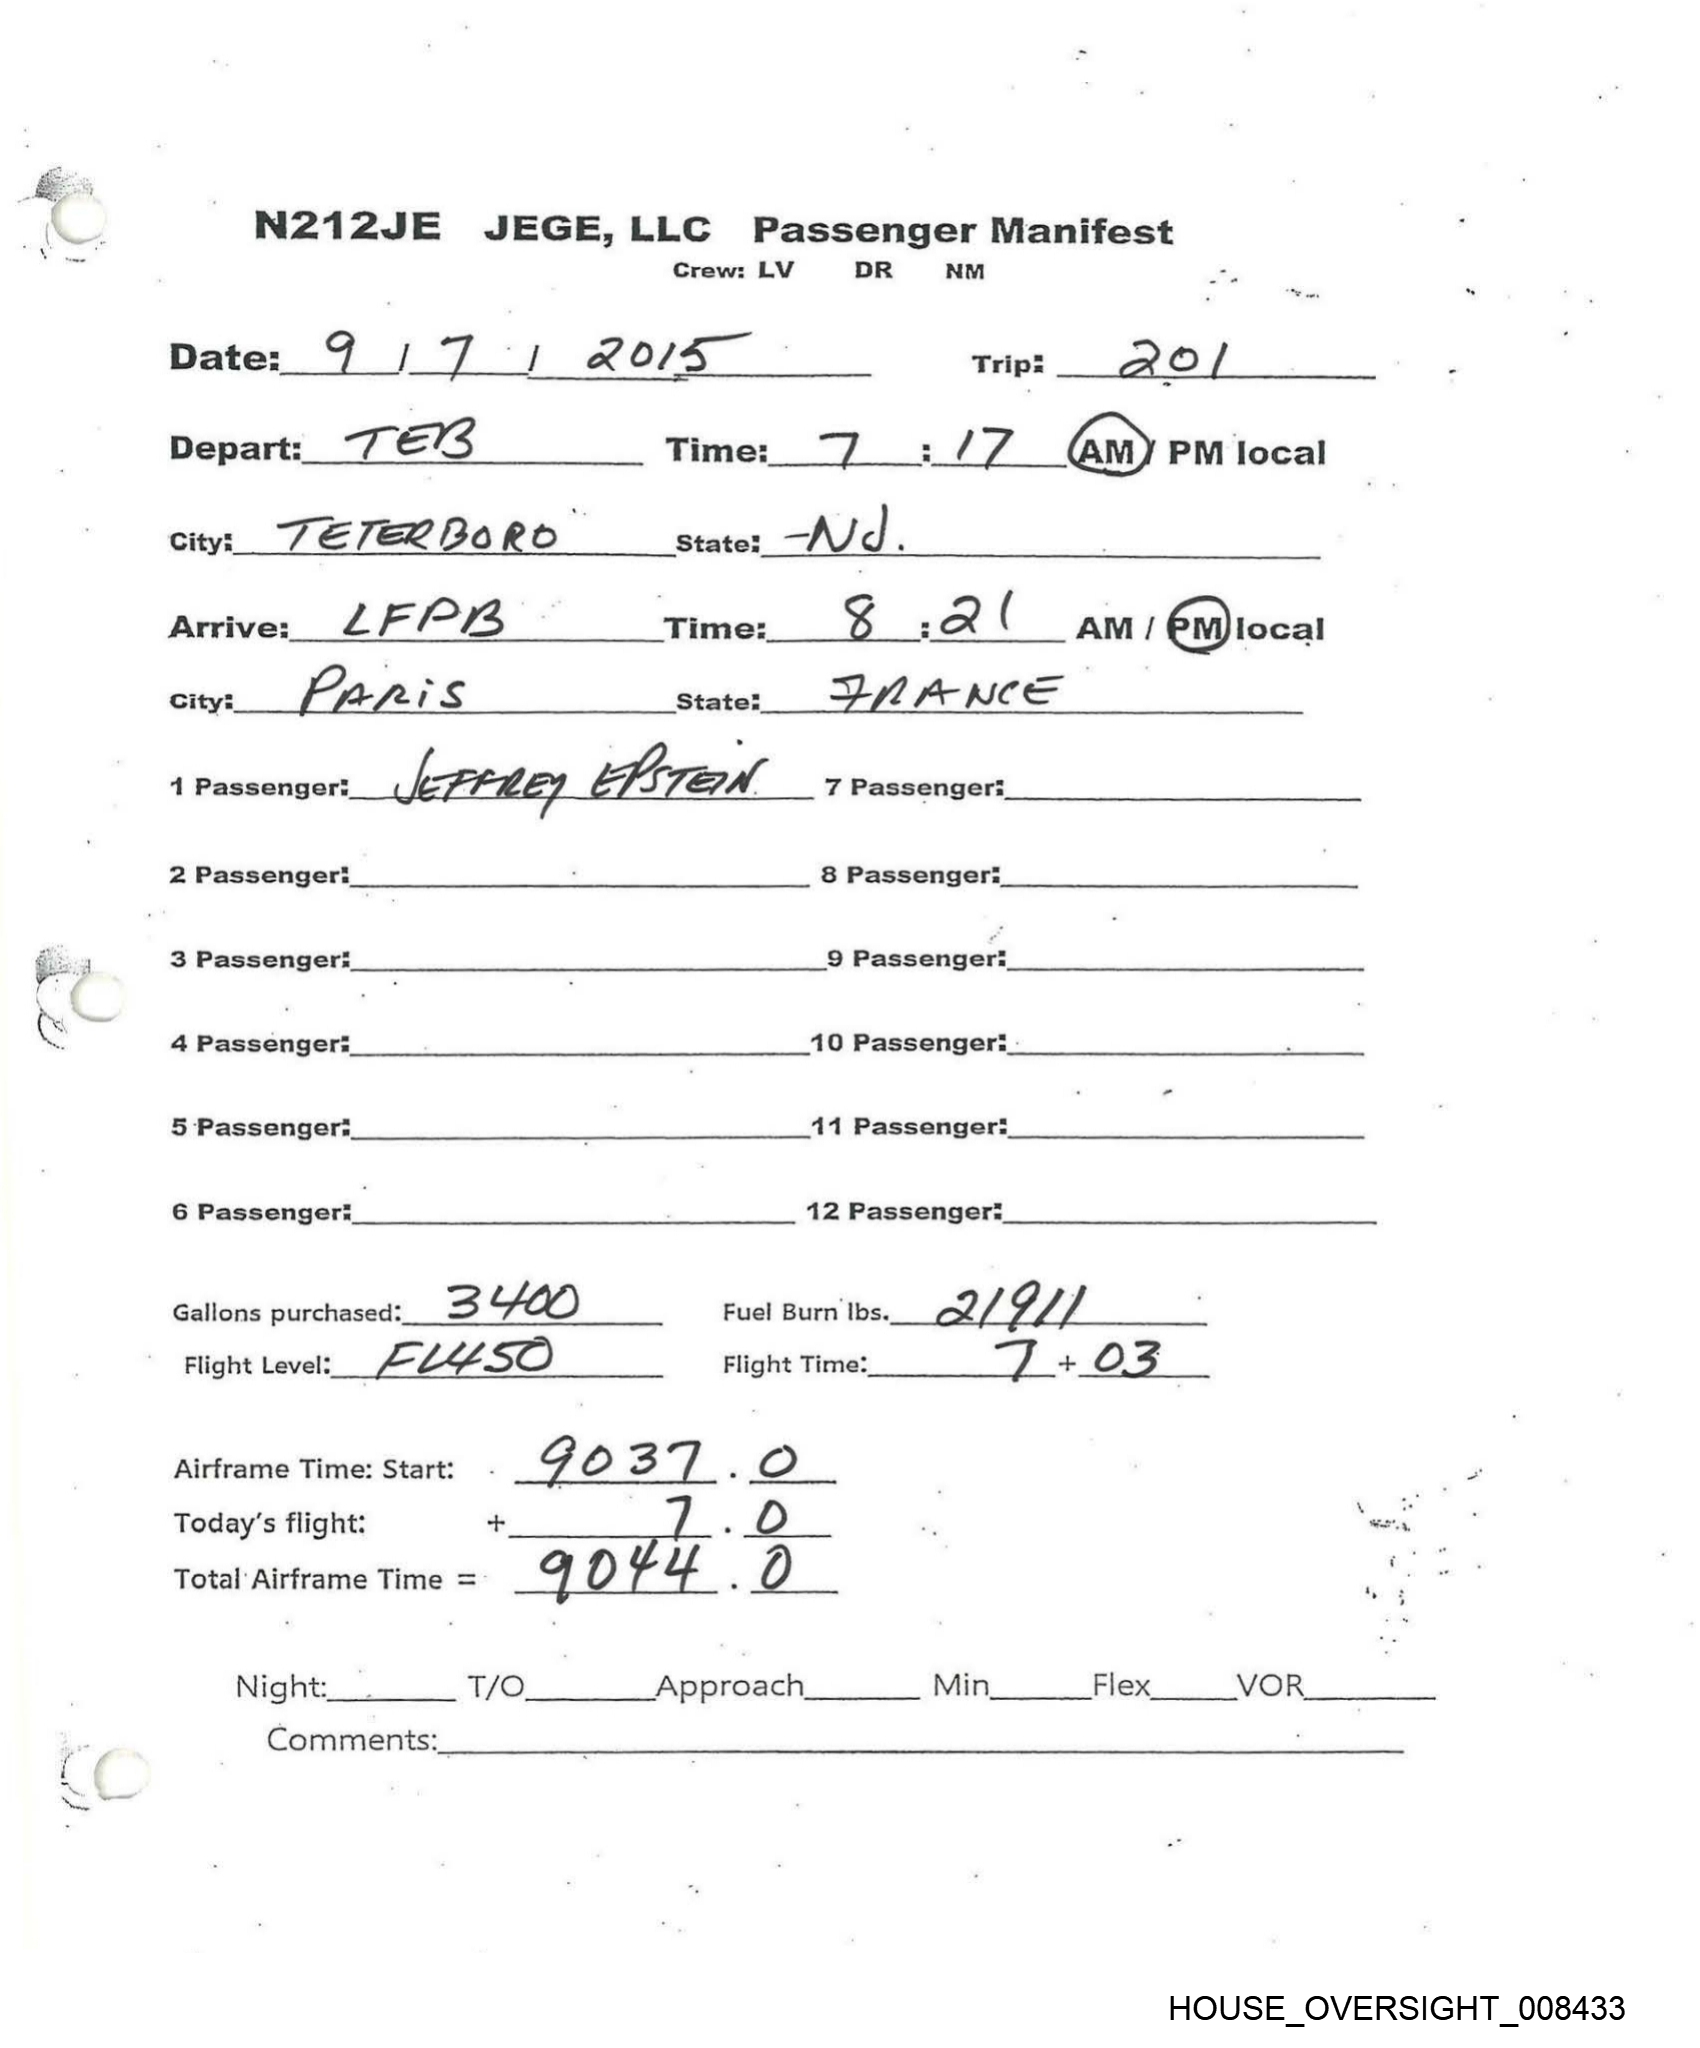 N212JE JEGE, LLC Passenger Manifest
Crew: LV DR NM
Date: 9 / 7 / 2015 Trip: 201
Depart: TEB Time: 7 : 17 AM / PM local
City: TETERBORO State: NJ.
Arrive: LFPB Time: 8 : 21 AM / PM local
City: PARIS State: FRANCE
1 Passenger: JEFFREY EPSTEIN 7 Passenger:
2 Passenger: 8 Passenger:
3 Passenger: 9 Passenger:
4 Passenger: 10 Passenger:
5 Passenger: 11 Passenger:
6 Passenger: 12 Passenger:
Gallons purchased: 3400 Fuel Burn lbs. 21911
Flight Level: FL450 Flight Time: 7 + 03
Airframe Time: Start: 9037 . 0
Today's flight: + 7 . 0
Total Airframe Time = 9044 . 0
Night: T/O Approach Min Flex VOR
Comments:
HOUSE_OVERSIGHT_008433